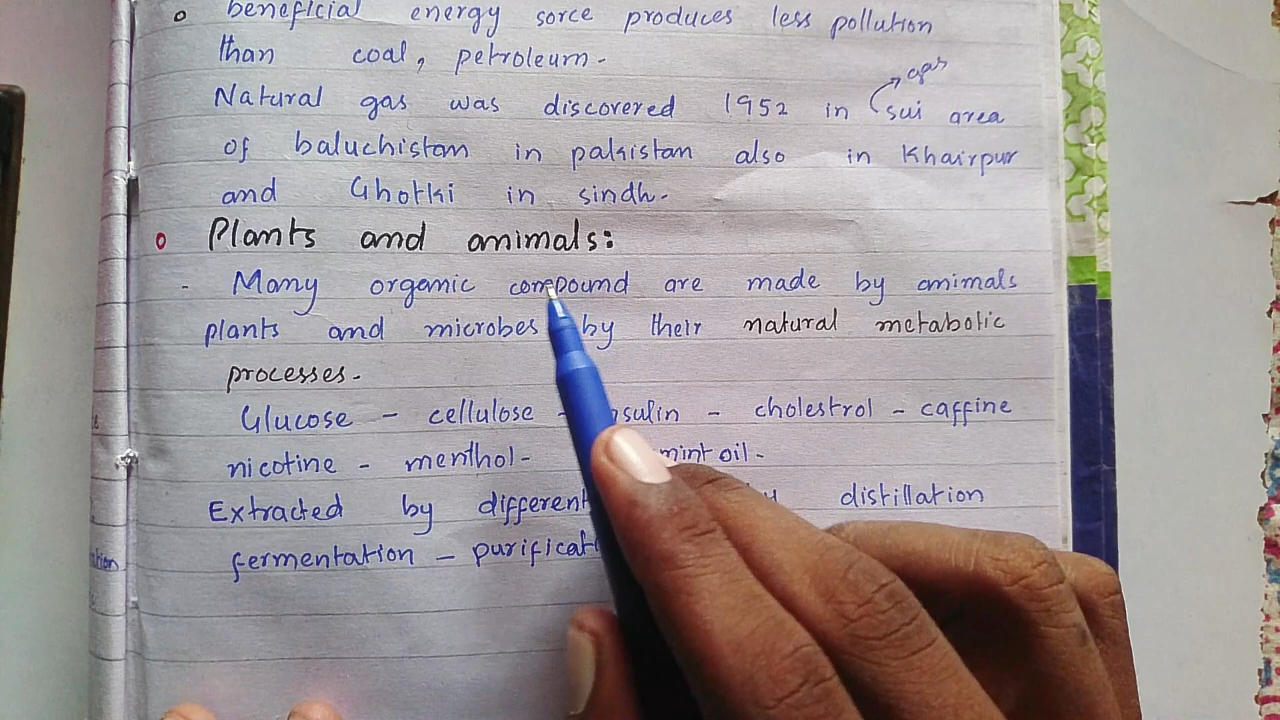 beneficial energy sorce produces less pollution
than coal, petroleum.
gas
Natural gas was discovered 1952 in sui area
of baluchistan in pakistan also in Khairpur
and Ghotki in sindh.
Plants and animals:
- Many organic compound are made by animals
plants and microbes by their natural metabolic
processes.
Glucose - cellulose - sulin - cholestrol - caffine
nicotine - menthol - mint oil.
Extracted by different distillation
fermentation - purificati